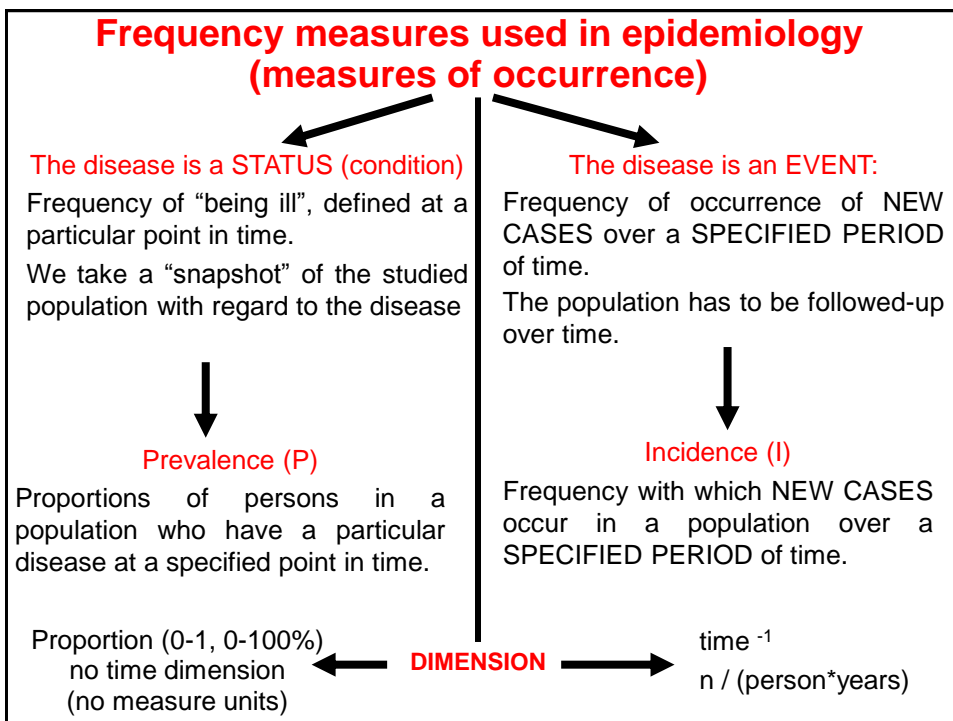 Frequency measures used in epidemiology
(measures of occurrence)
The disease is a STATUS (condition)
Frequency of “being ill”, defined at a
particular point in time.
We take a “snapshot” of the studied
population with regard to the disease
Prevalence (P)
Proportions of persons in a
population who have a particular
disease at a specified point in time.
Proportion (0-1, 0-100%)
no time dimension
(no measure units)
The disease is an EVENT:
Frequency of occurrence of NEW
CASES over a SPECIFIED PERIOD
of time.
The population has to be followed-up
over time.
Incidence (I)
Frequency with which NEW CASES
occur in a population over a
SPECIFIED PERIOD of time.
DIMENSION
time -1
n / (person*years)